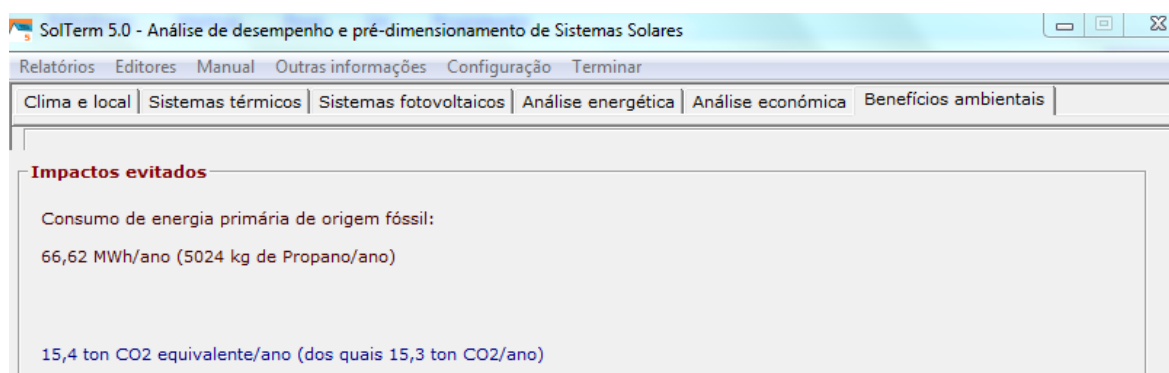 SolTerm 5.0 - Análise de desempenho e pré-dimensionamento de Sistemas Solares
Relatórios Editores Manual Outras informações Configuração Terminar
Clima e local Sistemas térmicos Sistemas fotovoltaicos Análise energética Análise económica Benefícios ambientais
Impactos evitados
Consumo de energia primária de origem fóssil:
66,62 MWh/ano (5024 kg de Propano/ano)
15,4 ton CO2 equivalente/ano (dos quais 15,3 ton CO2/ano)